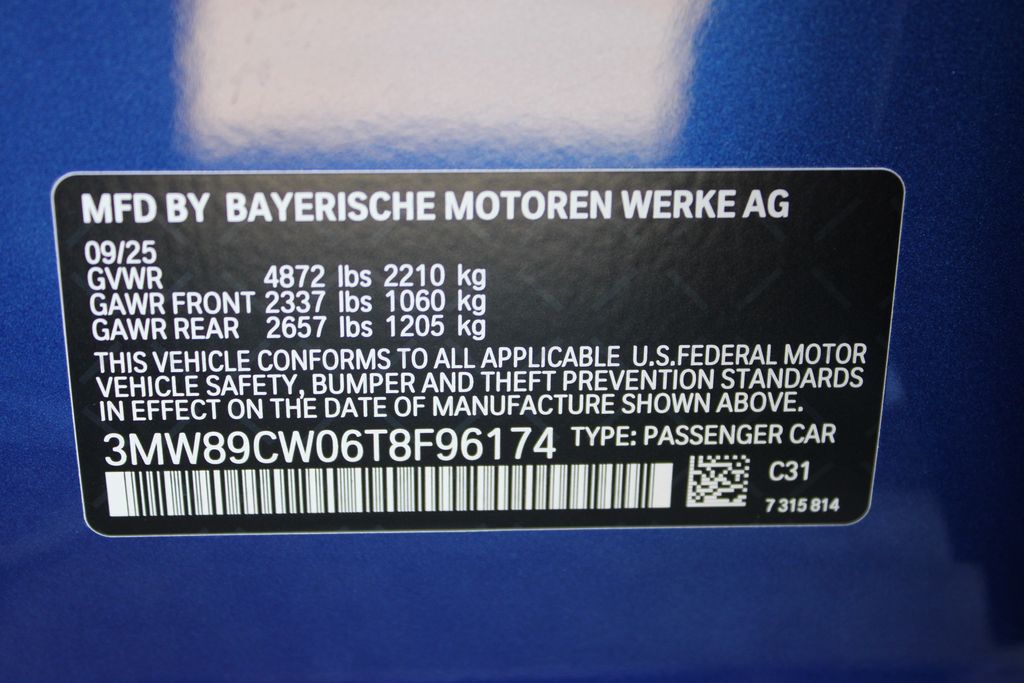 MFD BY BAYERISCHE MOTOREN WERKE AG
09/25
GVWR 4872 lbs 2210 kg
GAWR FRONT 2337 lbs 1060 kg
GAWR REAR 2657 lbs 1205 kg
THIS VEHICLE CONFORMS TO ALL APPLICABLE U.S.FEDERAL MOTOR
VEHICLE SAFETY, BUMPER AND THEFT PREVENTION STANDARDS
IN EFFECT ON THE DATE OF MANUFACTURE SHOWN ABOVE.
3MW89CW06T8F96174 TYPE: PASSENGER CAR
C31
7 315 814